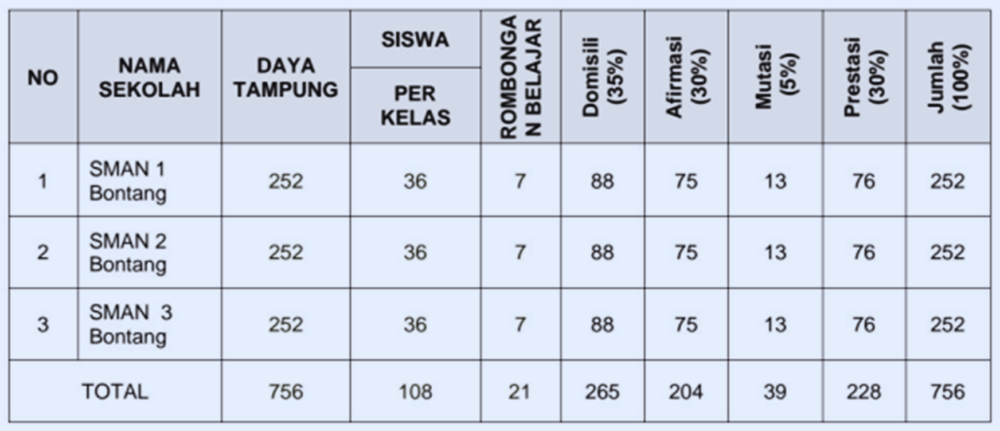 NO
NAMA
SEKOLAH
DAYA
TAMPUNG
SISWA
PER
KELAS
ROMBONGA
N BELAJAR
Domisili
(35%)
Afirmasi
(30%)
Mutasi
(5%)
Prestasi
(30%)
Jumlah
(100%)
1 SMAN 1 Bontang 252 36 7 88 75 13 76 252
2 SMAN 2 Bontang 252 36 7 88 75 13 76 252
3 SMAN 3 Bontang 252 36 7 88 75 13 76 252
TOTAL 756 108 21 265 204 39 228 756